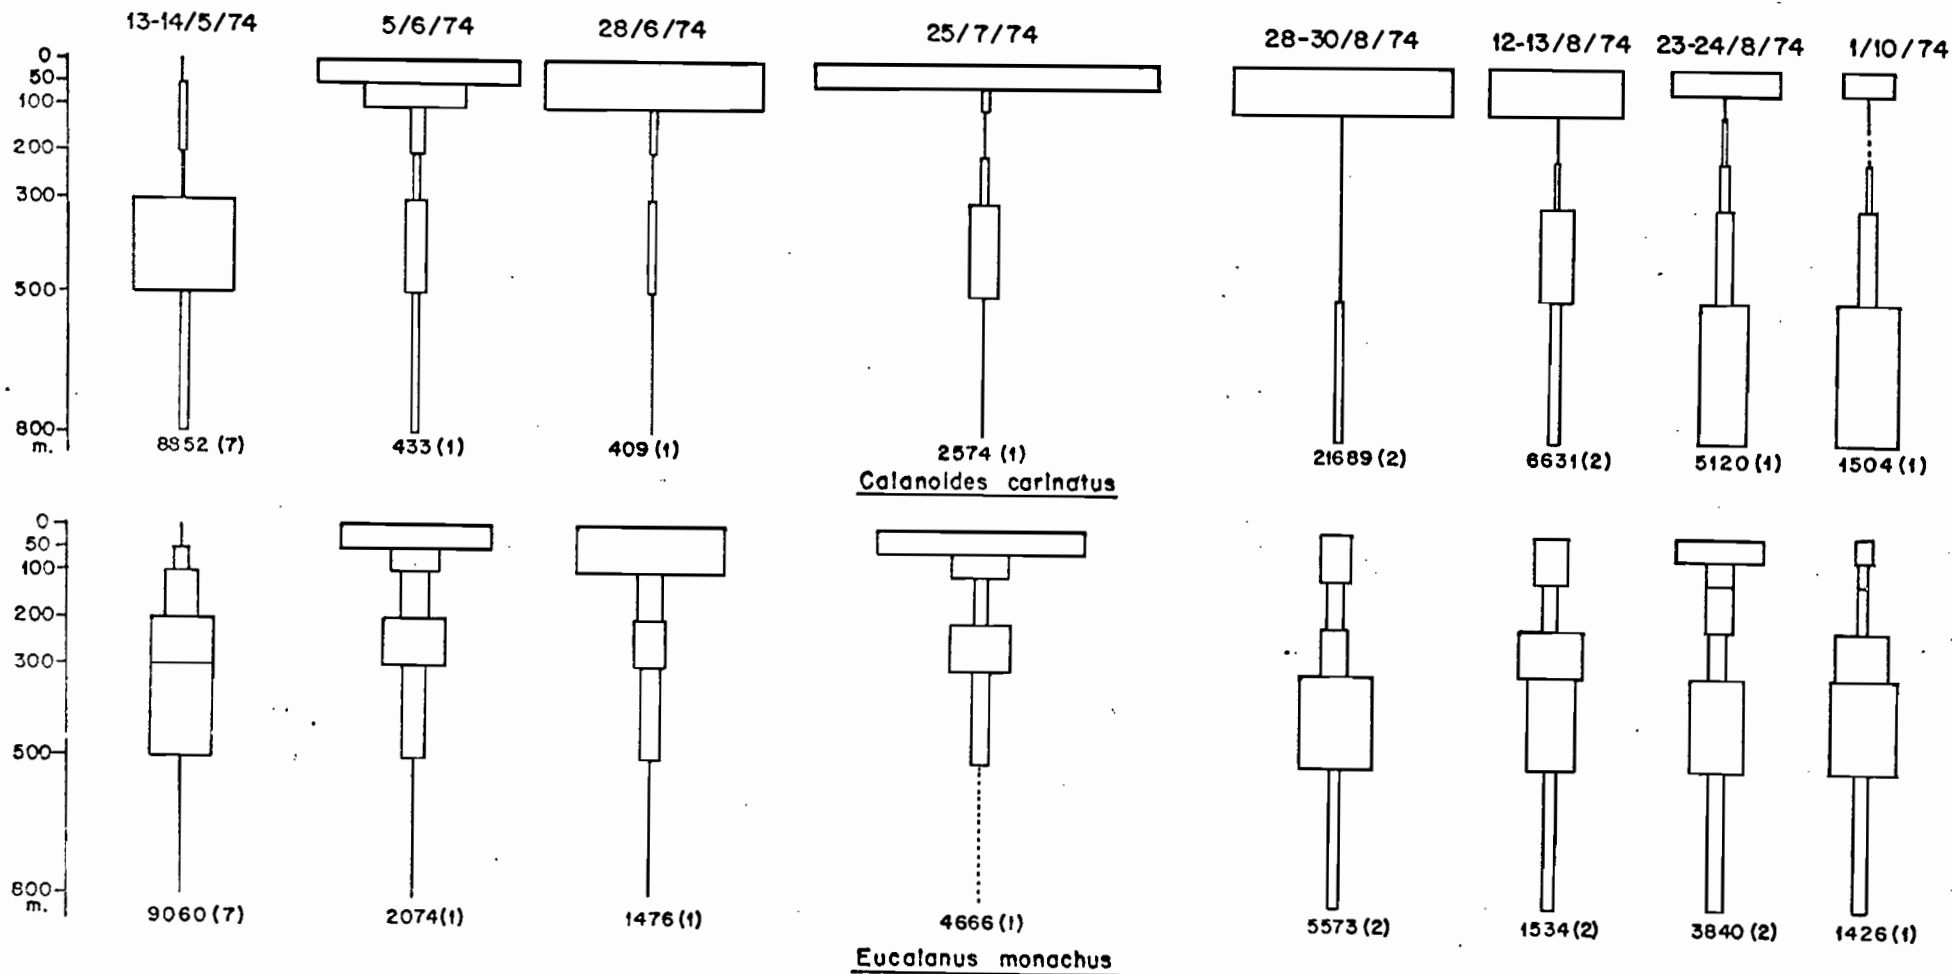 13-14/5/74 5/6/74 28/6/74 25/7/74 28-30/8/74 12-13/8/74 23-24/8/74 1/10/74
0
50
100
200
300
500
800
m.
8852 (7) 433 (1) 409 (1) 2574 (1) 21689 (2) 6631 (2) 5120 (1) 1504 (1)
Calanoides carinatus
0
50
100
200
300
500
800
m.
9060 (7) 2074 (1) 1476 (1) 4666 (1) 5573 (2) 1534 (2) 3840 (2) 1426 (1)
Eucalanus monachus